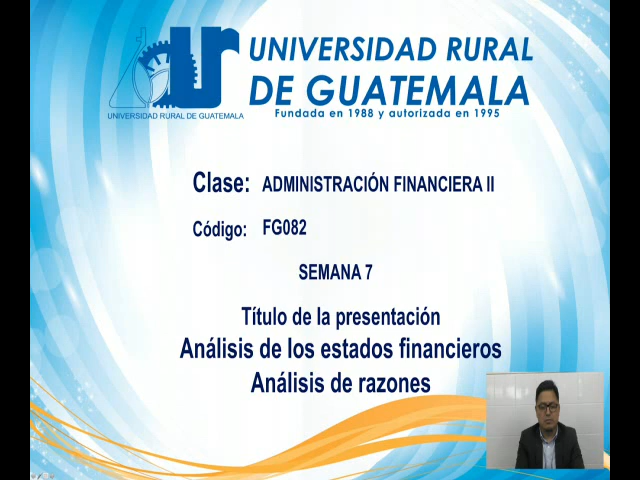 ur
UNIVERSIDAD RURAL DE GUATEMALA
UNIVERSIDAD RURAL
DE GUATEMALA
Fundada en 1988 y autorizada en 1995
Clase: ADMINISTRACIÓN FINANCIERA II
Código: FG082
SEMANA 7
Título de la presentación
Análisis de los estados financieros
Análisis de razones